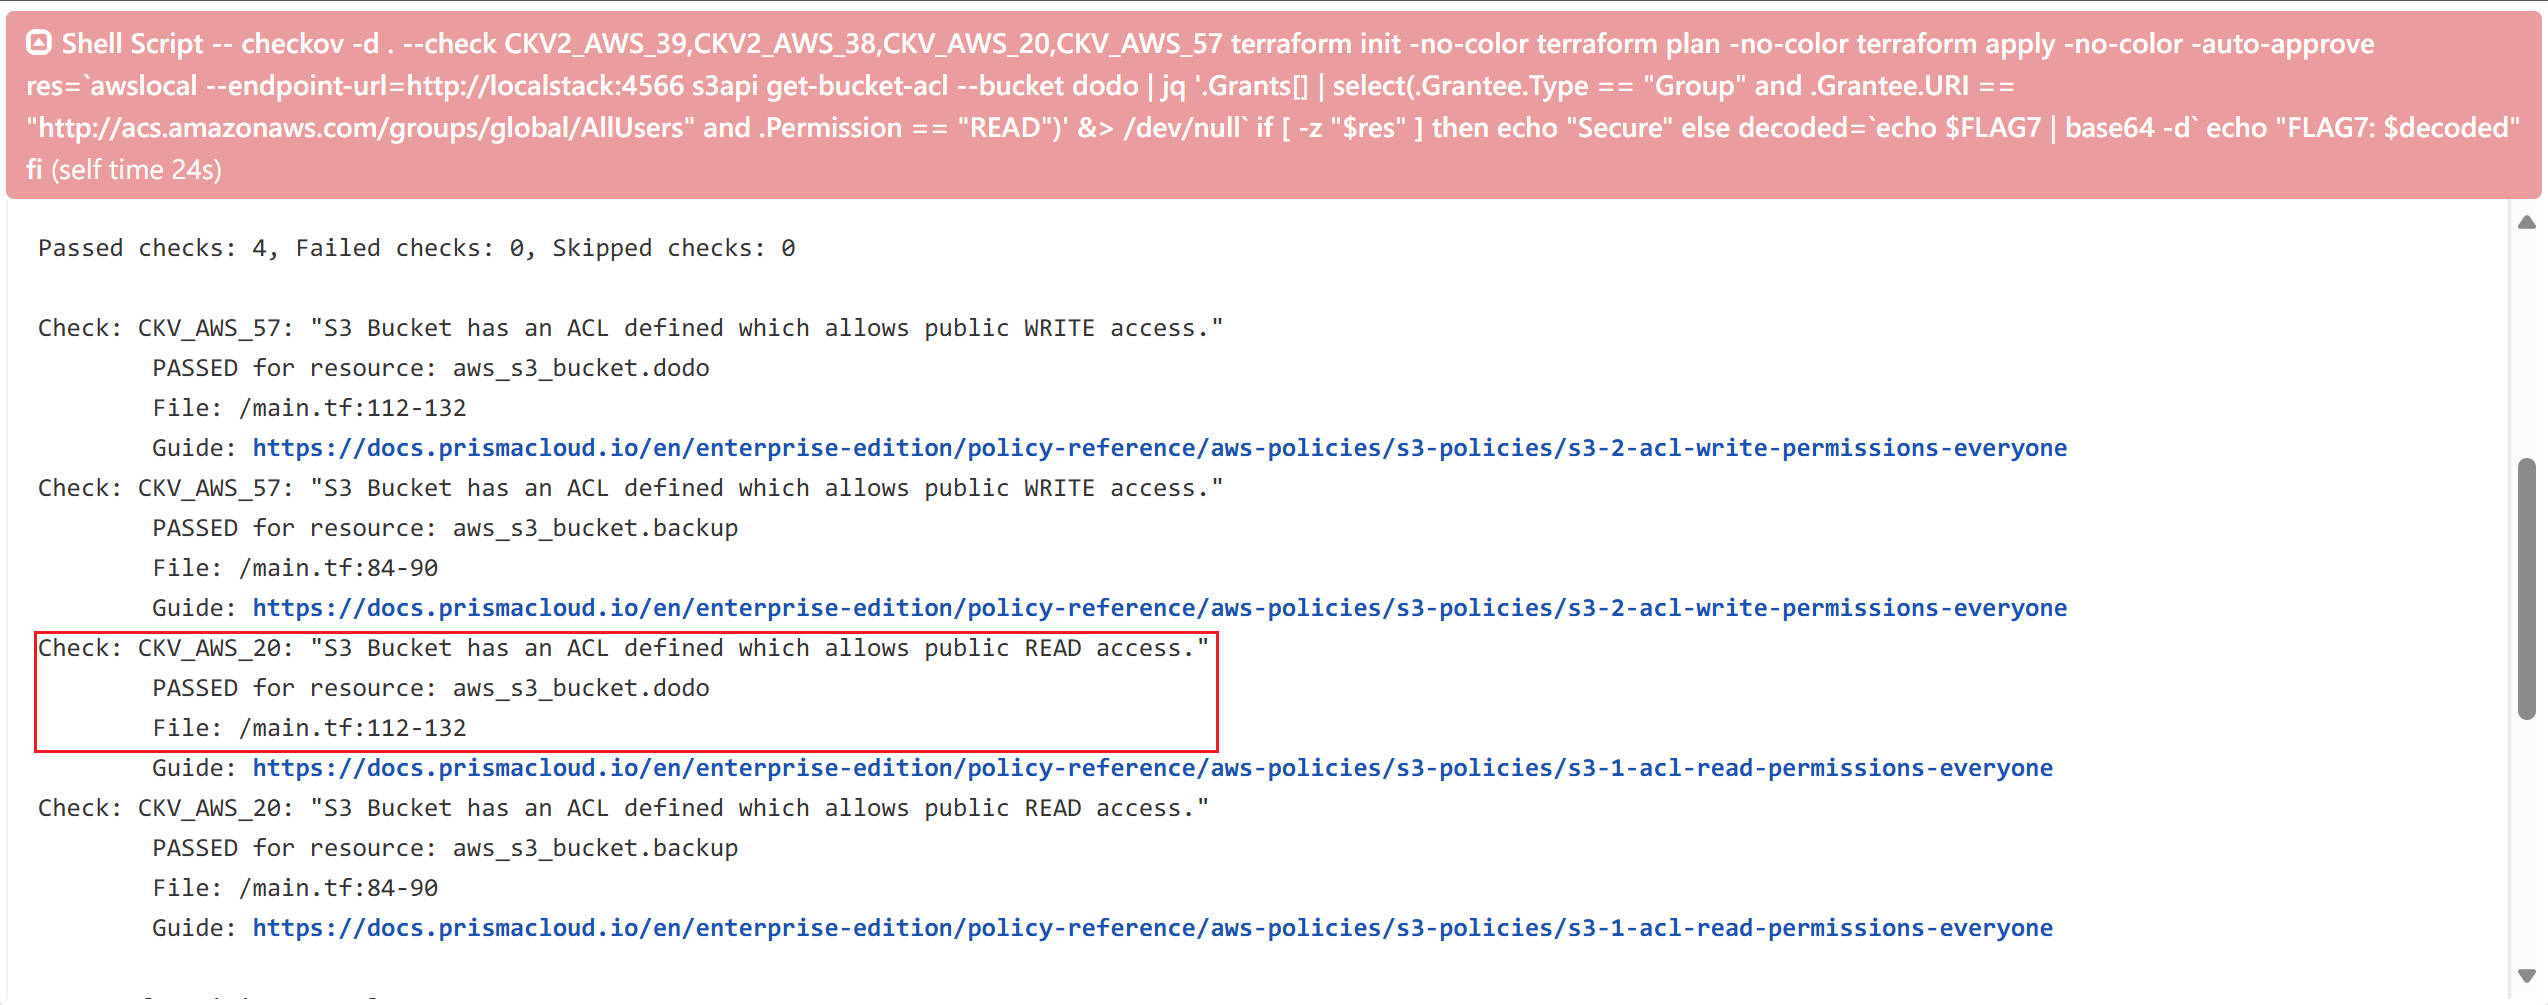 Shell Script -- checkov -d . --check CKV2_AWS_39,CKV2_AWS_38,CKV_AWS_20,CKV_AWS_57 terraform init -no-color terraform plan -no-color terraform apply -no-color -auto-approve
res=`awslocal --endpoint-url=http://localstack:4566 s3api get-bucket-acl --bucket dodo | jq '.Grants[] | select(.Grantee.Type == "Group" and .Grantee.URI ==
"http://acs.amazonaws.com/groups/global/AllUsers" and .Permission == "READ")' &> /dev/null` if [ -z "$res" ] then echo "Secure" else decoded=`echo $FLAG7 | base64 -d` echo "FLAG7: $decoded"
fi (self time 24s)
Passed checks: 4, Failed checks: 0, Skipped checks: 0
Check: CKV_AWS_57: "S3 Bucket has an ACL defined which allows public WRITE access."
PASSED for resource: aws_s3_bucket.dodo
File: /main.tf:112-132
Guide: https://docs.prismacloud.io/en/enterprise-edition/policy-reference/aws-policies/s3-policies/s3-2-acl-write-permissions-everyone
Check: CKV_AWS_57: "S3 Bucket has an ACL defined which allows public WRITE access."
PASSED for resource: aws_s3_bucket.backup
File: /main.tf:84-90
Guide: https://docs.prismacloud.io/en/enterprise-edition/policy-reference/aws-policies/s3-policies/s3-2-acl-write-permissions-everyone
Check: CKV_AWS_20: "S3 Bucket has an ACL defined which allows public READ access."
PASSED for resource: aws_s3_bucket.dodo
File: /main.tf:112-132
Guide: https://docs.prismacloud.io/en/enterprise-edition/policy-reference/aws-policies/s3-policies/s3-1-acl-read-permissions-everyone
Check: CKV_AWS_20: "S3 Bucket has an ACL defined which allows public READ access."
PASSED for resource: aws_s3_bucket.backup
File: /main.tf:84-90
Guide: https://docs.prismacloud.io/en/enterprise-edition/policy-reference/aws-policies/s3-policies/s3-1-acl-read-permissions-everyone